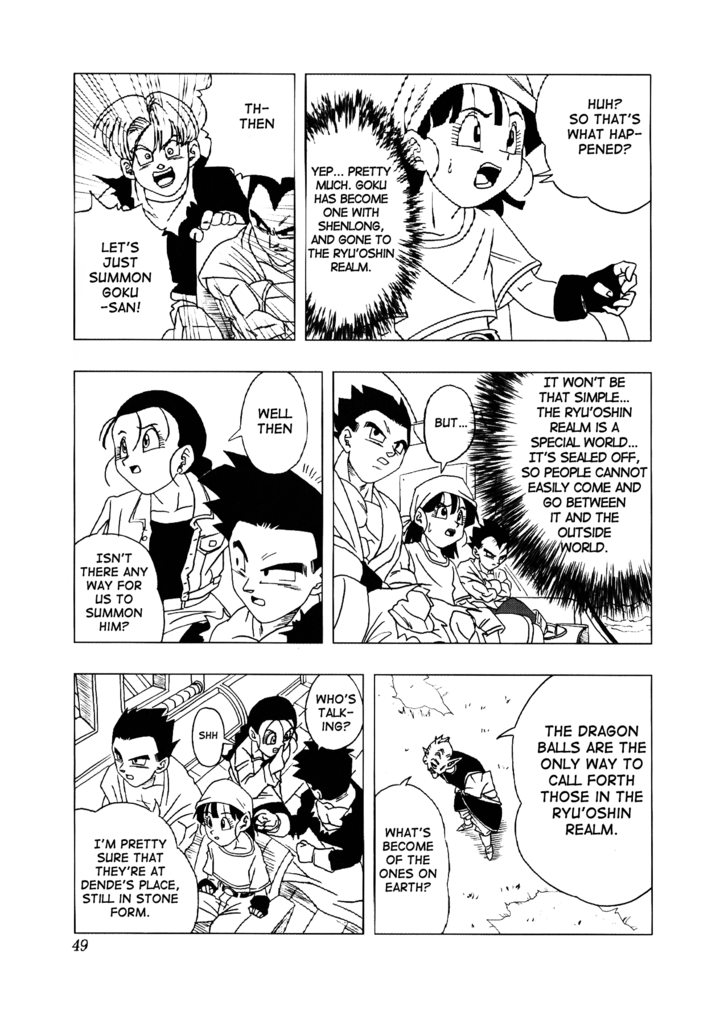 HUH?
SO THAT'S
WHAT HAP-
PENED?
YEP... PRETTY
MUCH. GOKU
HAS BECOME
ONE WITH
SHENLONG,
AND GONE TO
THE RYU'OSHIN
REALM.
TH-
THEN
LET'S
JUST
SUMMON
GOKU
-SAN!
IT WON'T BE
THAT SIMPLE...
THE RYU'OSHIN
REALM IS A
SPECIAL WORLD...
IT'S SEALED OFF,
SO PEOPLE CANNOT
EASILY COME AND
GO BETWEEN
IT AND THE
OUTSIDE
WORLD.
BUT...
WELL
THEN
ISN'T
THERE ANY
WAY FOR
US TO
SUMMON
HIM?
THE DRAGON
BALLS ARE THE
ONLY WAY TO
CALL FORTH
THOSE IN THE
RYU'OSHIN
REALM.
WHAT'S
BECOME
OF THE
ONES ON
EARTH?
WHO'S
TALK-
ING?
SHH
I'M PRETTY
SURE THAT
THEY'RE AT
DENDE'S PLACE,
STILL IN STONE
FORM.
49